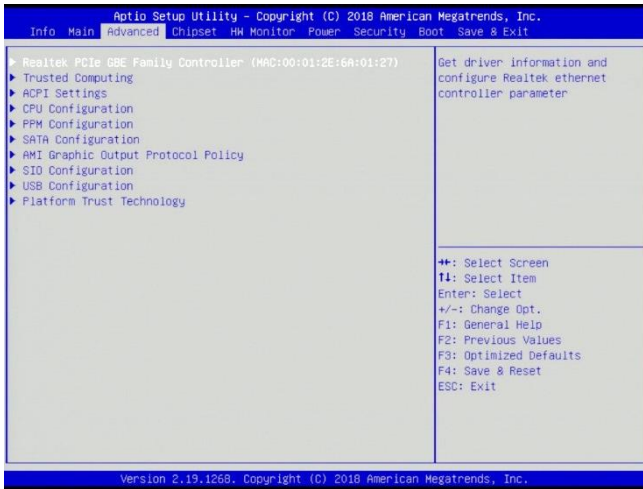 Aptio Setup Utility - Copyright (C) 2018 American Megatrends, Inc.
Info Main Advanced Chipset HW Monitor Power Security Boot Save & Exit
Realtek PCIe GBE Family Controller (MAC:00:01:2E:6A:01:27)
Trusted Computing
ACPI Settings
CPU Configuration
PPM Configuration
SATA Configuration
AMI Graphic Output Protocol Policy
SIO Configuration
USB Configuration
Platform Trust Technology
Get driver information and
configure Realtek ethernet
controller parameter
→←: Select Screen
↑↓: Select Item
Enter: Select
+/-: Change Opt.
F1: General Help
F2: Previous Values
F3: Optimized Defaults
F4: Save & Reset
ESC: Exit
Version 2.19.1268. Copyright (C) 2018 American Megatrends, Inc.